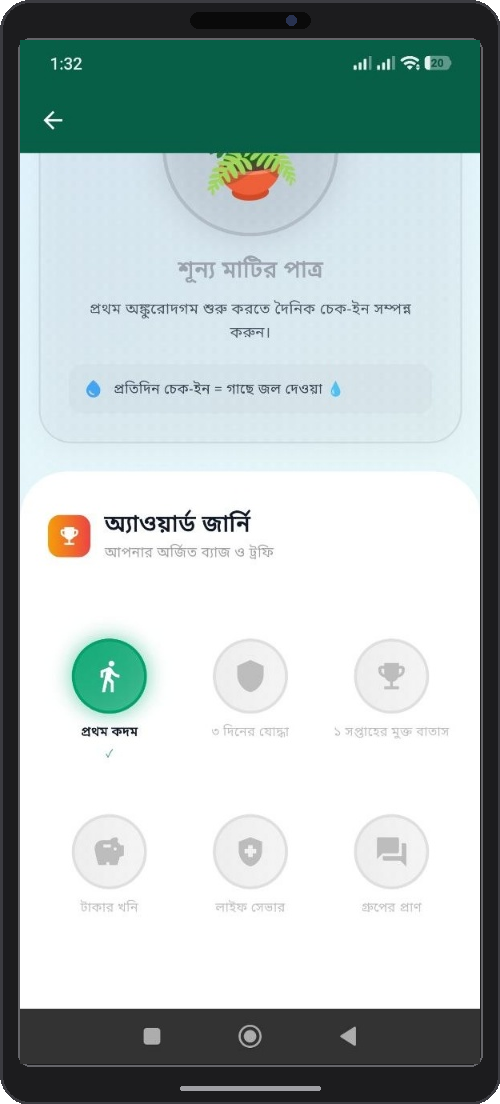 1:32
20
শূন্য মাটির পাত্র
প্রথম অঙ্কুরোদগম শুরু করতে দৈনিক চেক-ইন সম্পন্ন
করুন।
প্রতিদিন চেক-ইন = গাছে জল দেওয়া
অ্যাওয়ার্ড জার্নি
আপনার অর্জিত ব্যাজ ও ট্রফি
প্রথম কদম
৩ দিনের যোদ্ধা
১ সপ্তাহের মুক্ত বাতাস
✓
টাকার খনি
লাইফ সেভার
গ্রুপের প্রাণ